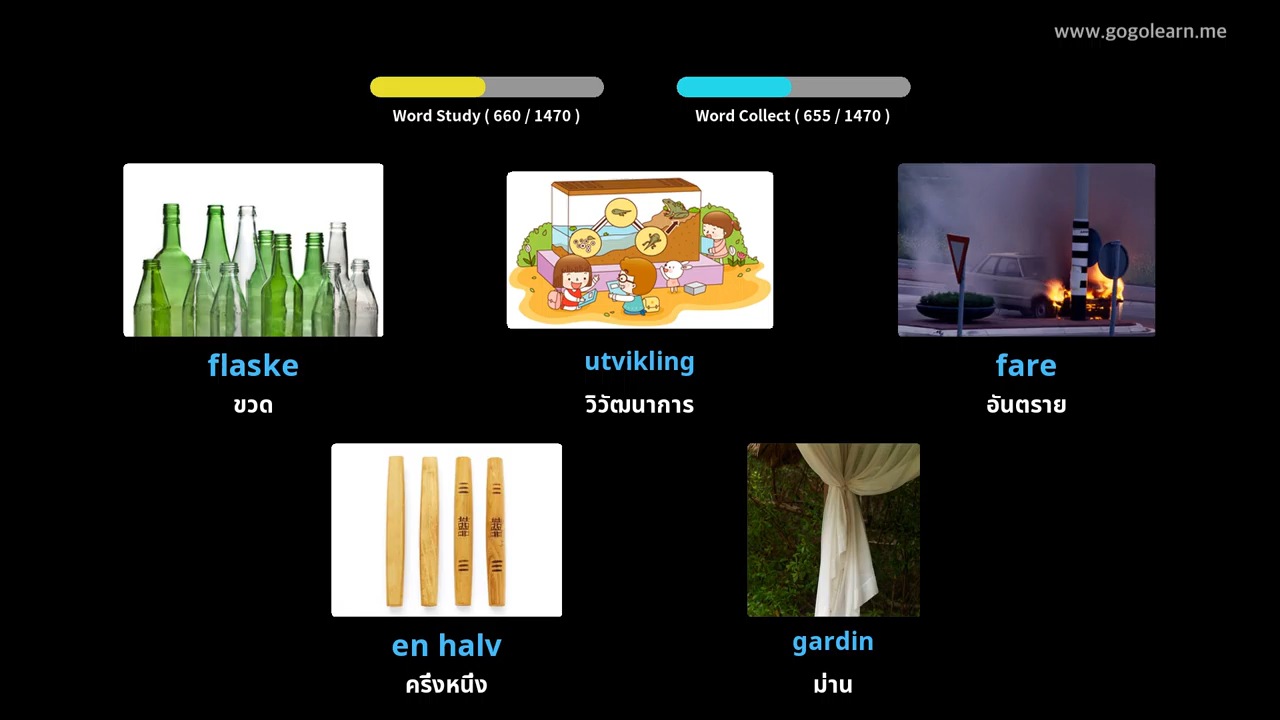 www.gogolearn.me
Word Study ( 660 / 1470 )
Word Collect ( 655 / 1470 )
flaske
utvikling
fare
ขวด
วิวัฒนาการ
อันตราย
en halv
gardin
ครึ่งหนึ่ง
ม่าน